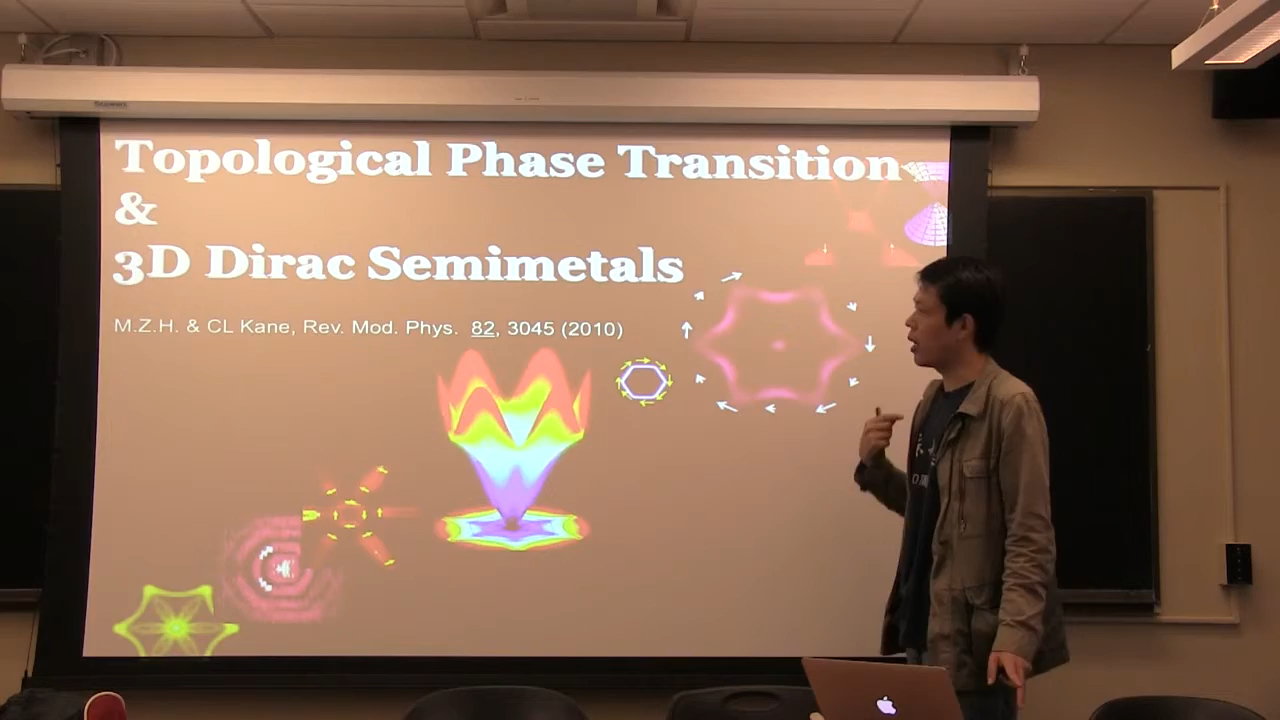 Topological Phase Transition
&
3D Dirac Semimetals
M.Z.H. & CL Kane, Rev. Mod. Phys. 82, 3045 (2010)